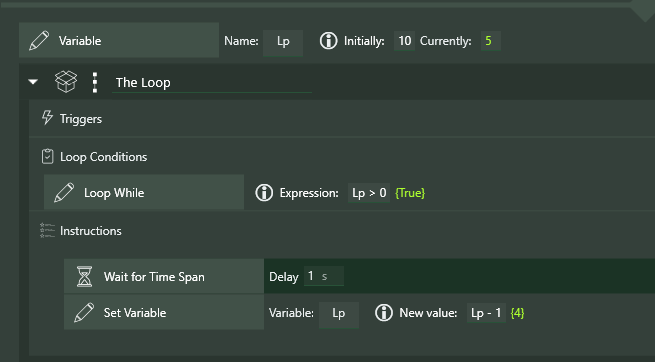 Variable Name: Lp Initially: 10 Currently: 5
The Loop
Triggers
Loop Conditions
Loop While Expression: Lp > 0 {True}
Instructions
Wait for Time Span Delay 1 s
Set Variable Variable: Lp New value: Lp - 1 {4}